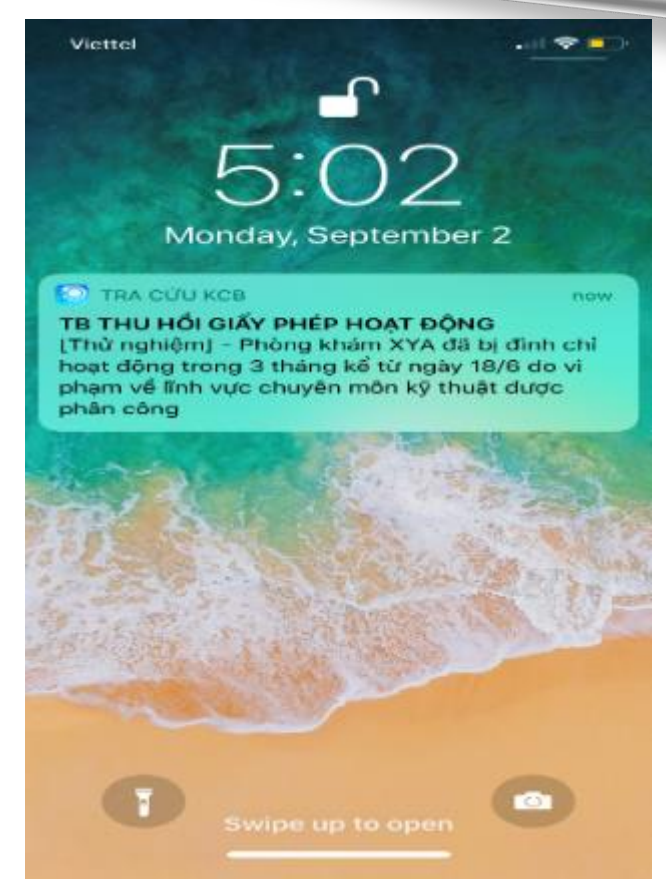 Viettel
5:02
Monday, September 2
TRA CỨU KCB
now
TB THU HỒI GIẤY PHÉP HOẠT ĐỘNG
[Thử nghiệm] - Phòng khám XYA đã bị đình chỉ
hoạt động trong 3 tháng kể từ ngày 18/6 do vi
phạm về lĩnh vực chuyên môn kỹ thuật được
phân công
Swipe up to open